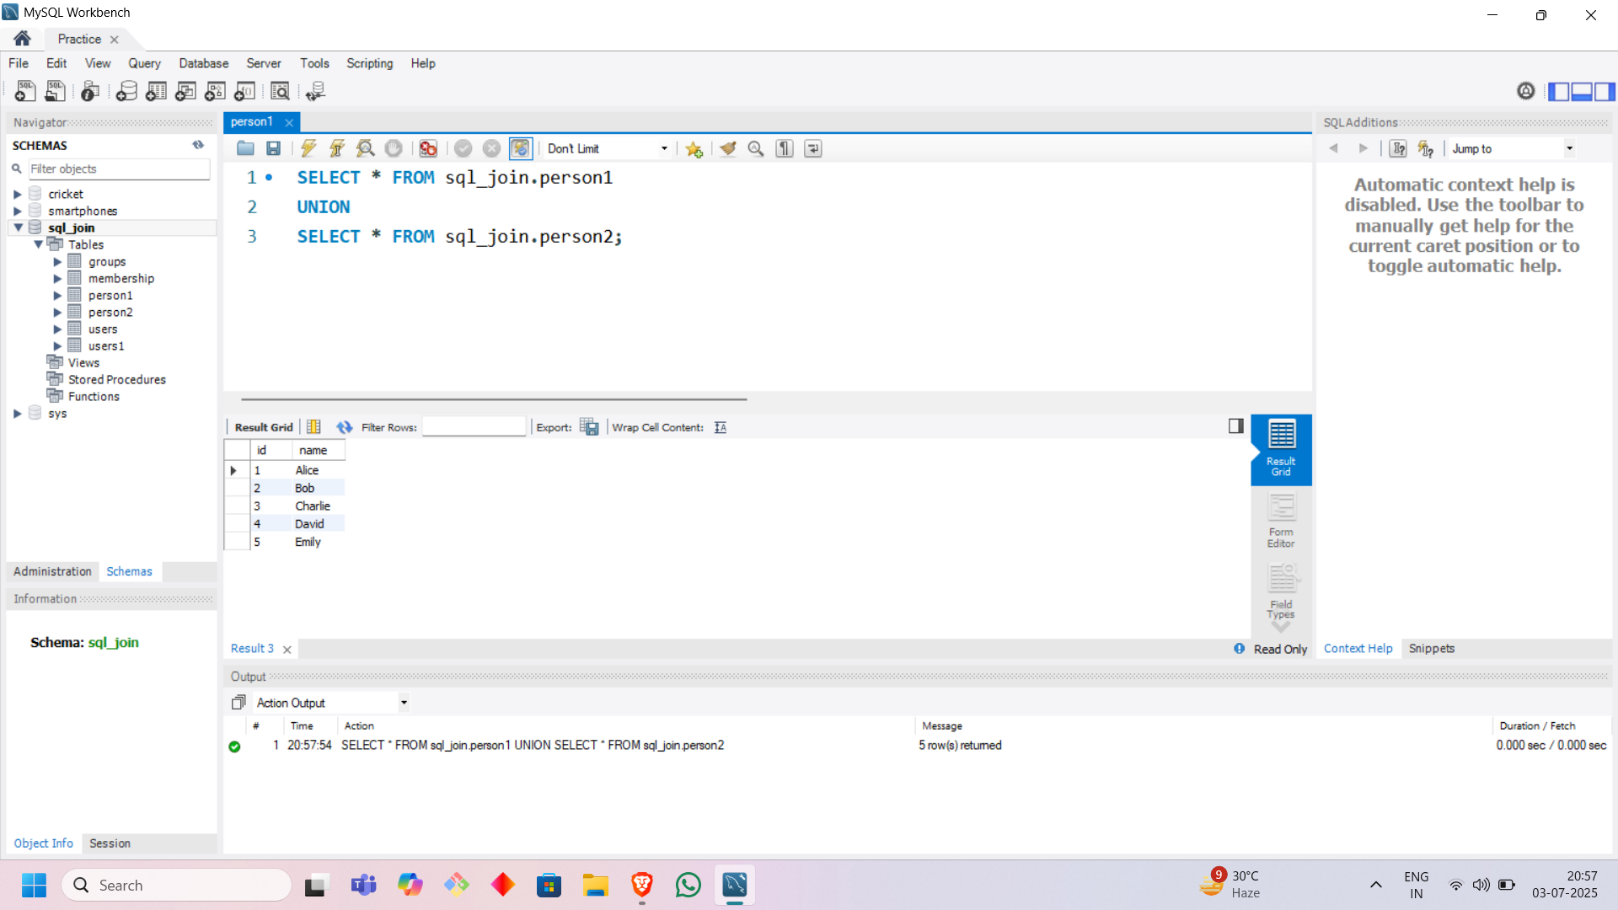 MySQL Workbench
Practice
File Edit View Query Database Server Tools Scripting Help
Navigator
SCHEMAS
Filter objects
cricket
smartphones
sql_join
Tables
groups
membership
person1
person2
users
users1
Views
Stored Procedures
Functions
sys
Administration Schemas
Information
Schema: sql_join
Object Info Session
person1
Don't Limit
1 SELECT * FROM sql_join.person1
2 UNION
3 SELECT * FROM sql_join.person2;
Result Grid Filter Rows: Export: Wrap Cell Content:
id name
1 Alice
2 Bob
3 Charlie
4 David
5 Emily
Result
Grid
Form
Editor
Field
Types
Result 3
Read Only
SQLAdditions
Jump to
Automatic context help is
disabled. Use the toolbar to
manually get help for the
current caret position or to
toggle automatic help.
Context Help Snippets
Output
Action Output
# Time Action Message Duration / Fetch
1 20:57:54 SELECT * FROM sql_join.person1 UNION SELECT * FROM sql_join.person2 5 row(s) returned 0.000 sec / 0.000 sec
Search
9
30°C
Haze
ENG
IN
20:57
03-07-2025